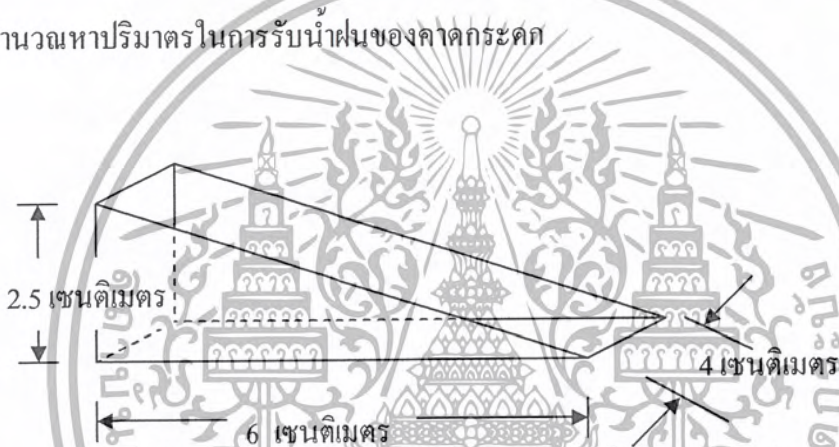 านวณหาปริมาตรในการรับน้ำฝนของคาดกระดก
2.5 เซนติเมตร
4 เซนติเมตร
6 เซนติเมตร